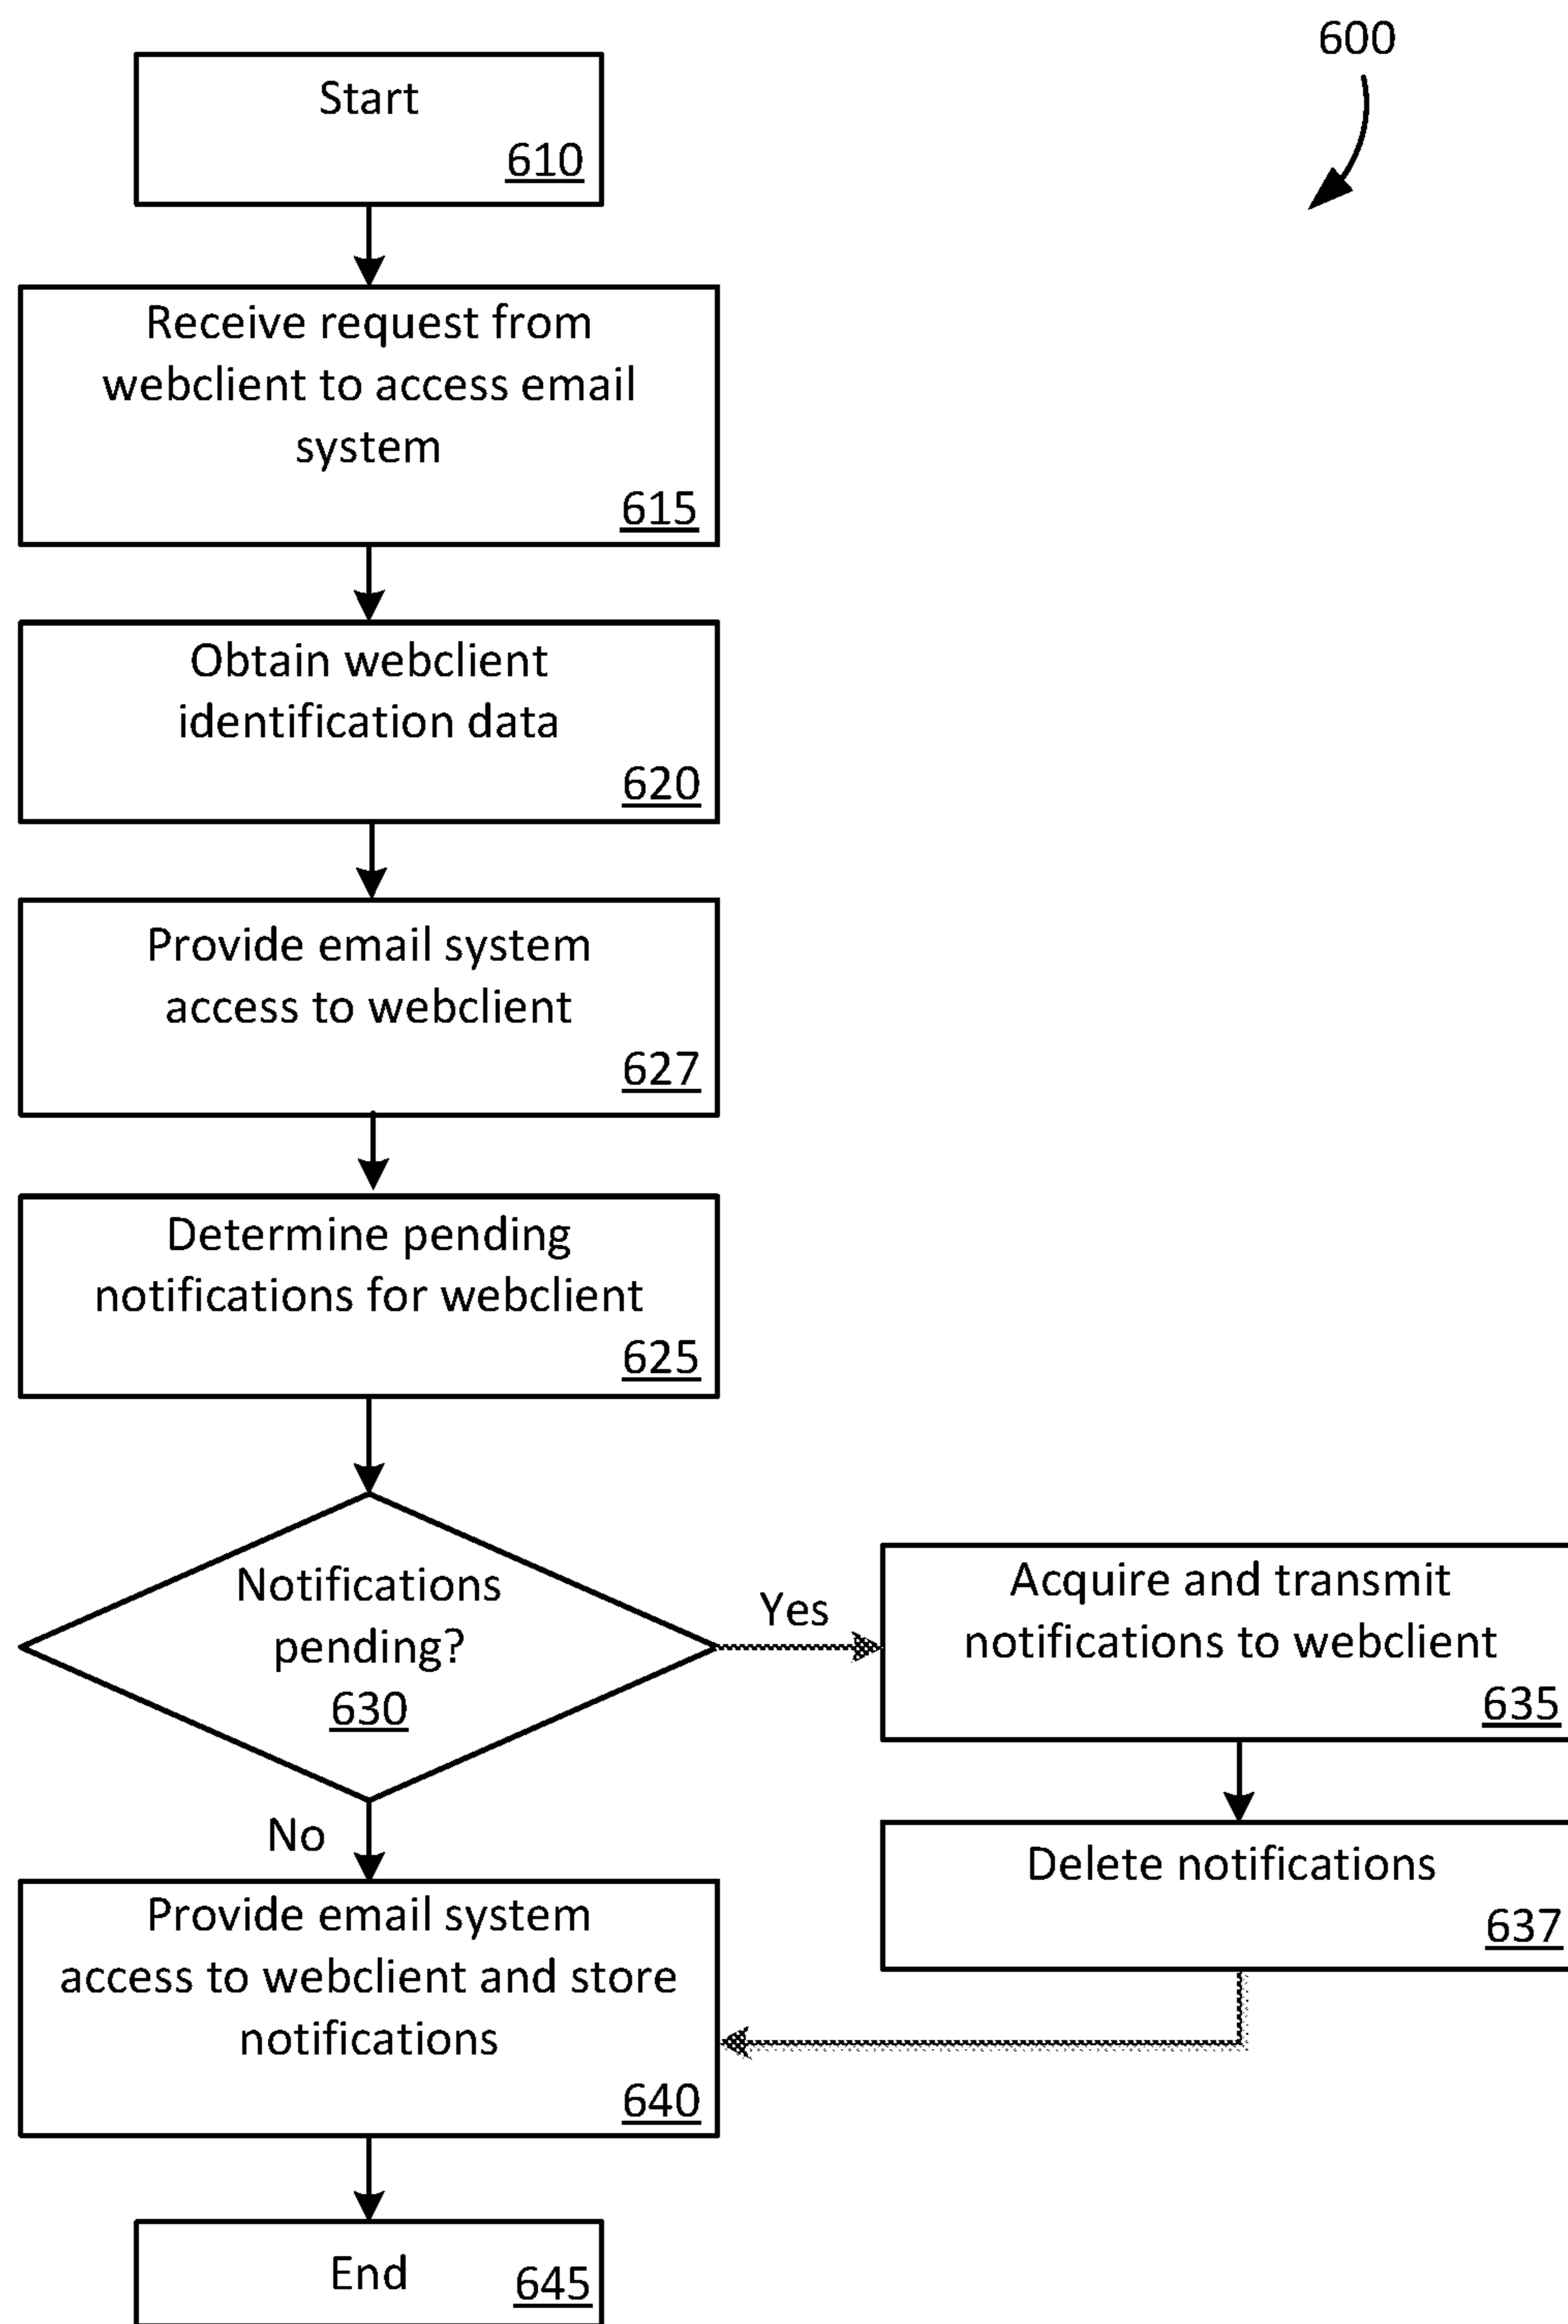 600
Start
610
Receive request from
webclient to access email
system
615
Obtain webclient
identification data
620
Provide email system
access to webclient
627
Determine pending
notifications for webclient
625
Notifications
pending?
630
Yes
Acquire and transmit
notifications to webclient
635
Delete notifications
637
No
Provide email system
access to webclient and store
notifications
640
End
645